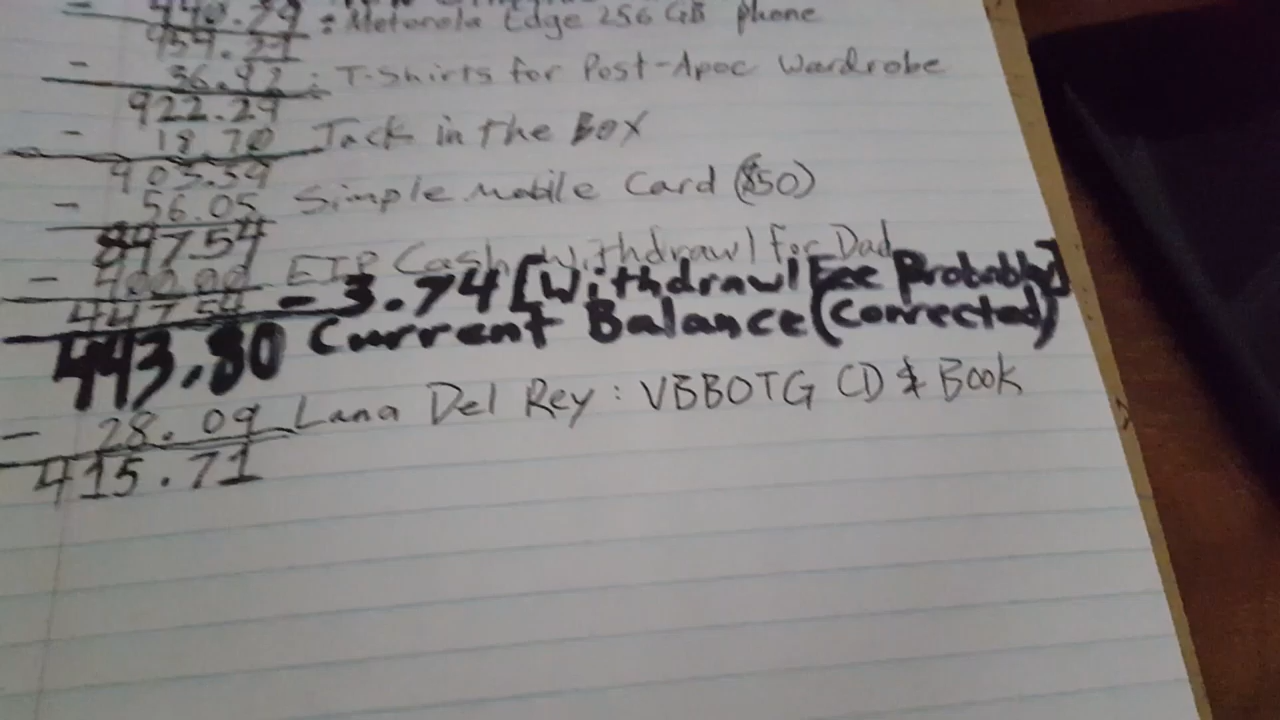 - 440.29 : Motorola Edge 256 GB phone
959.21
- 36.92 : T-Shirts for Post-Apoc Wardrobe
922.29
- 18.70 Jack in the Box
903.59
- 56.05 Simple Mobile Card ($50)
847.54
- 400.00 EIP Cash Withdrawl for Dad
447.54 - 3.74 [Withdrawl Fee Probably]
443.80 Current Balance (Corrected)
- 28.09 Lana Del Rey : VBBOTG CD & Book
415.71